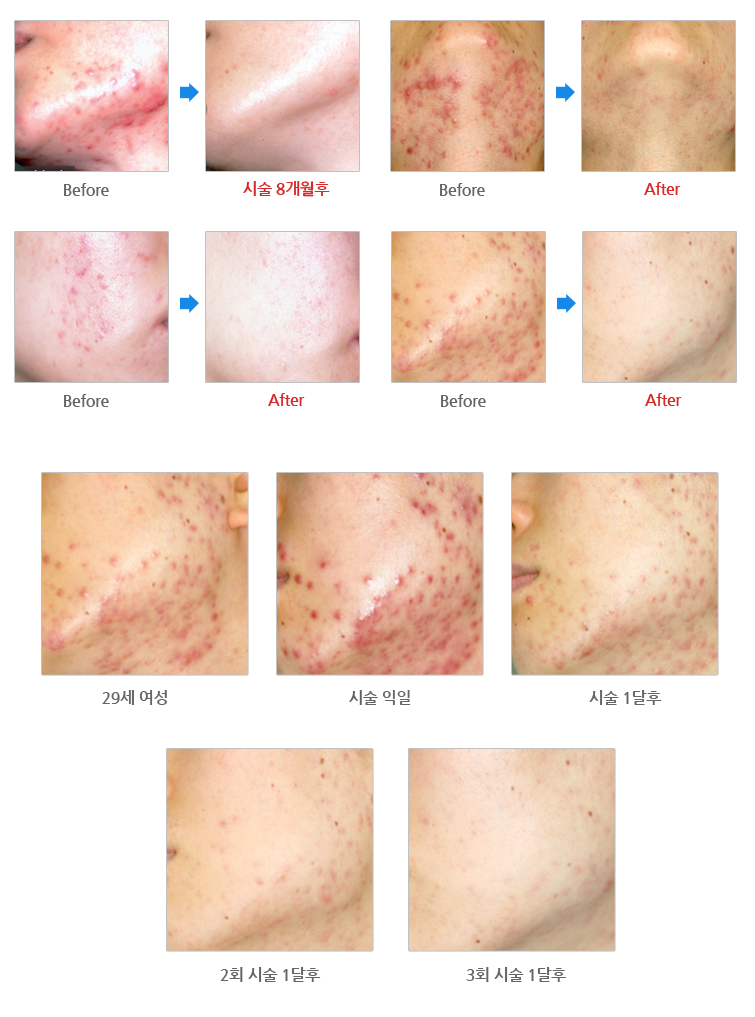 Before
시술 8개월후
Before
After
Before
After
Before
After
29세 여성
시술 익일
시술 1달후
2회 시술 1달후
3회 시술 1달후